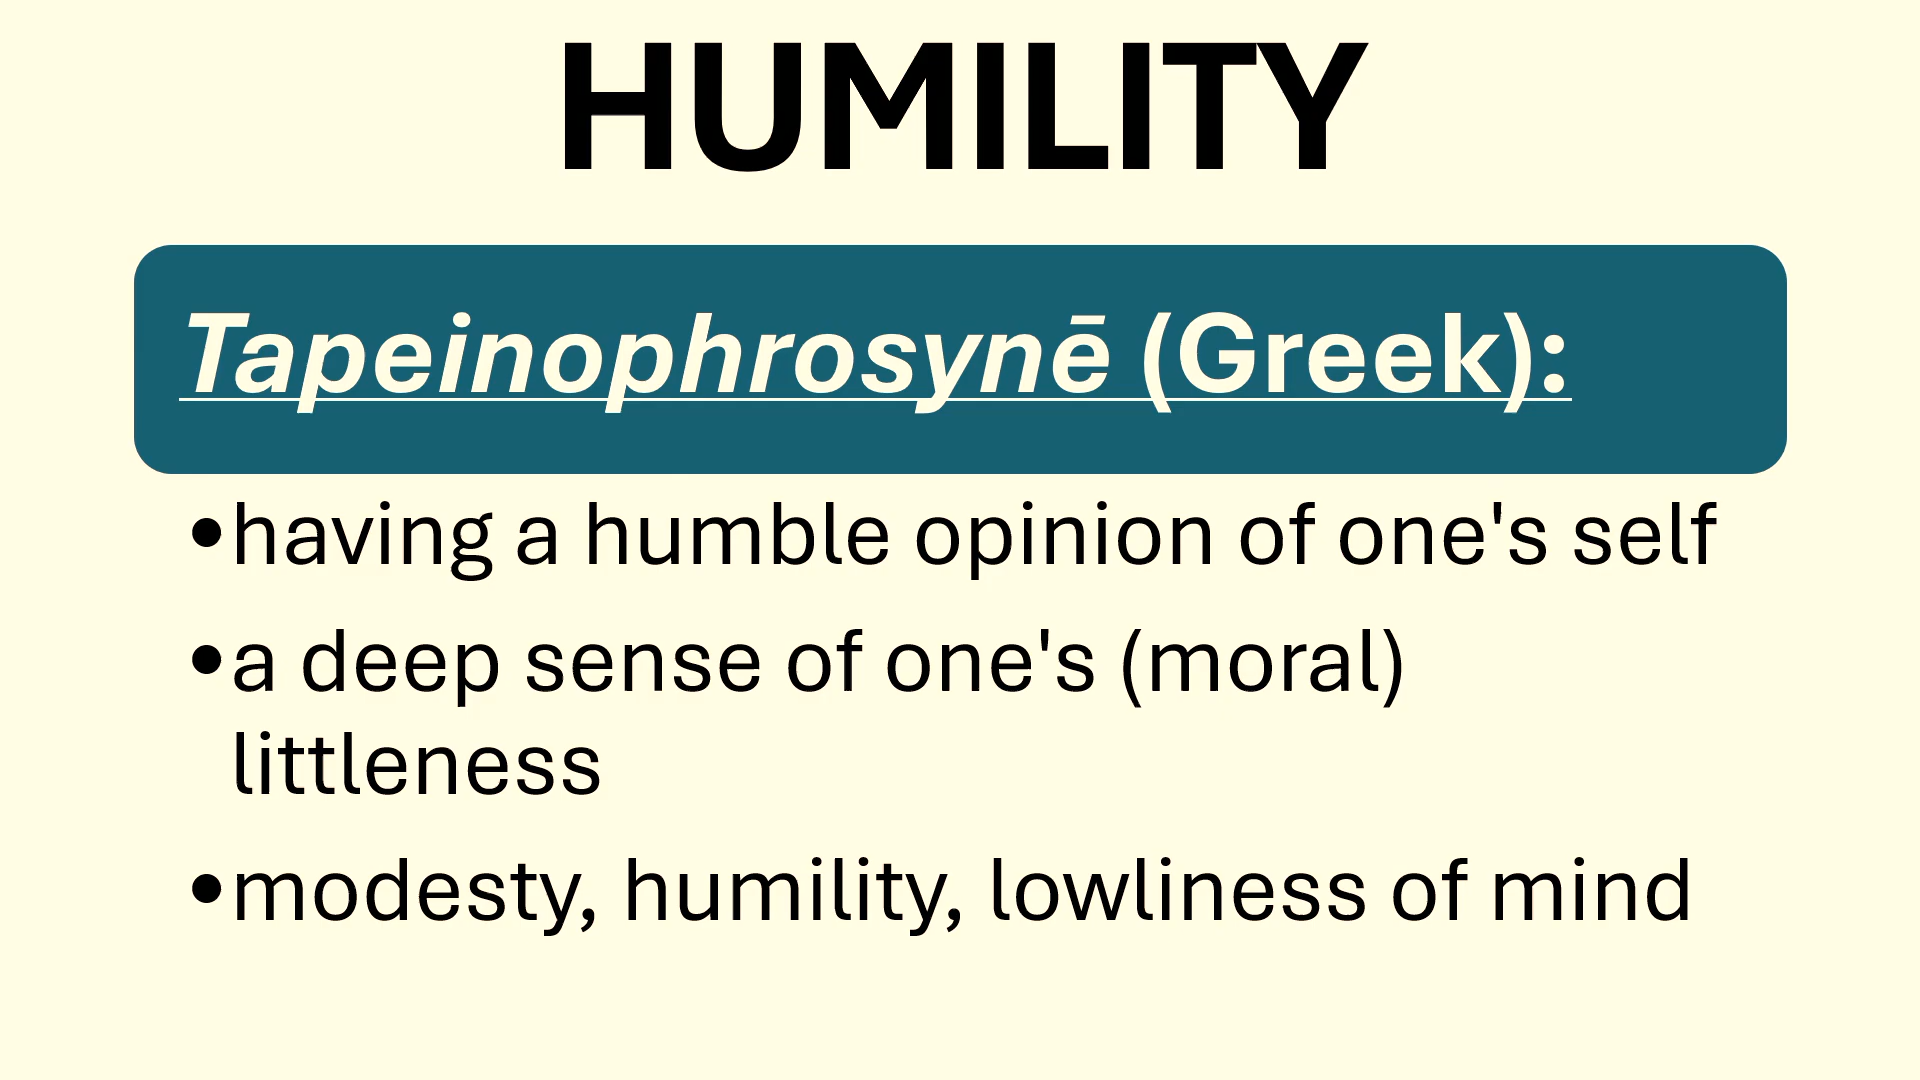 HUMILITY
Tapeinophrosynē (Greek):
•having a humble opinion of one's self
•a deep sense of one's (moral)
littleness
•modesty, humility, lowliness of mind